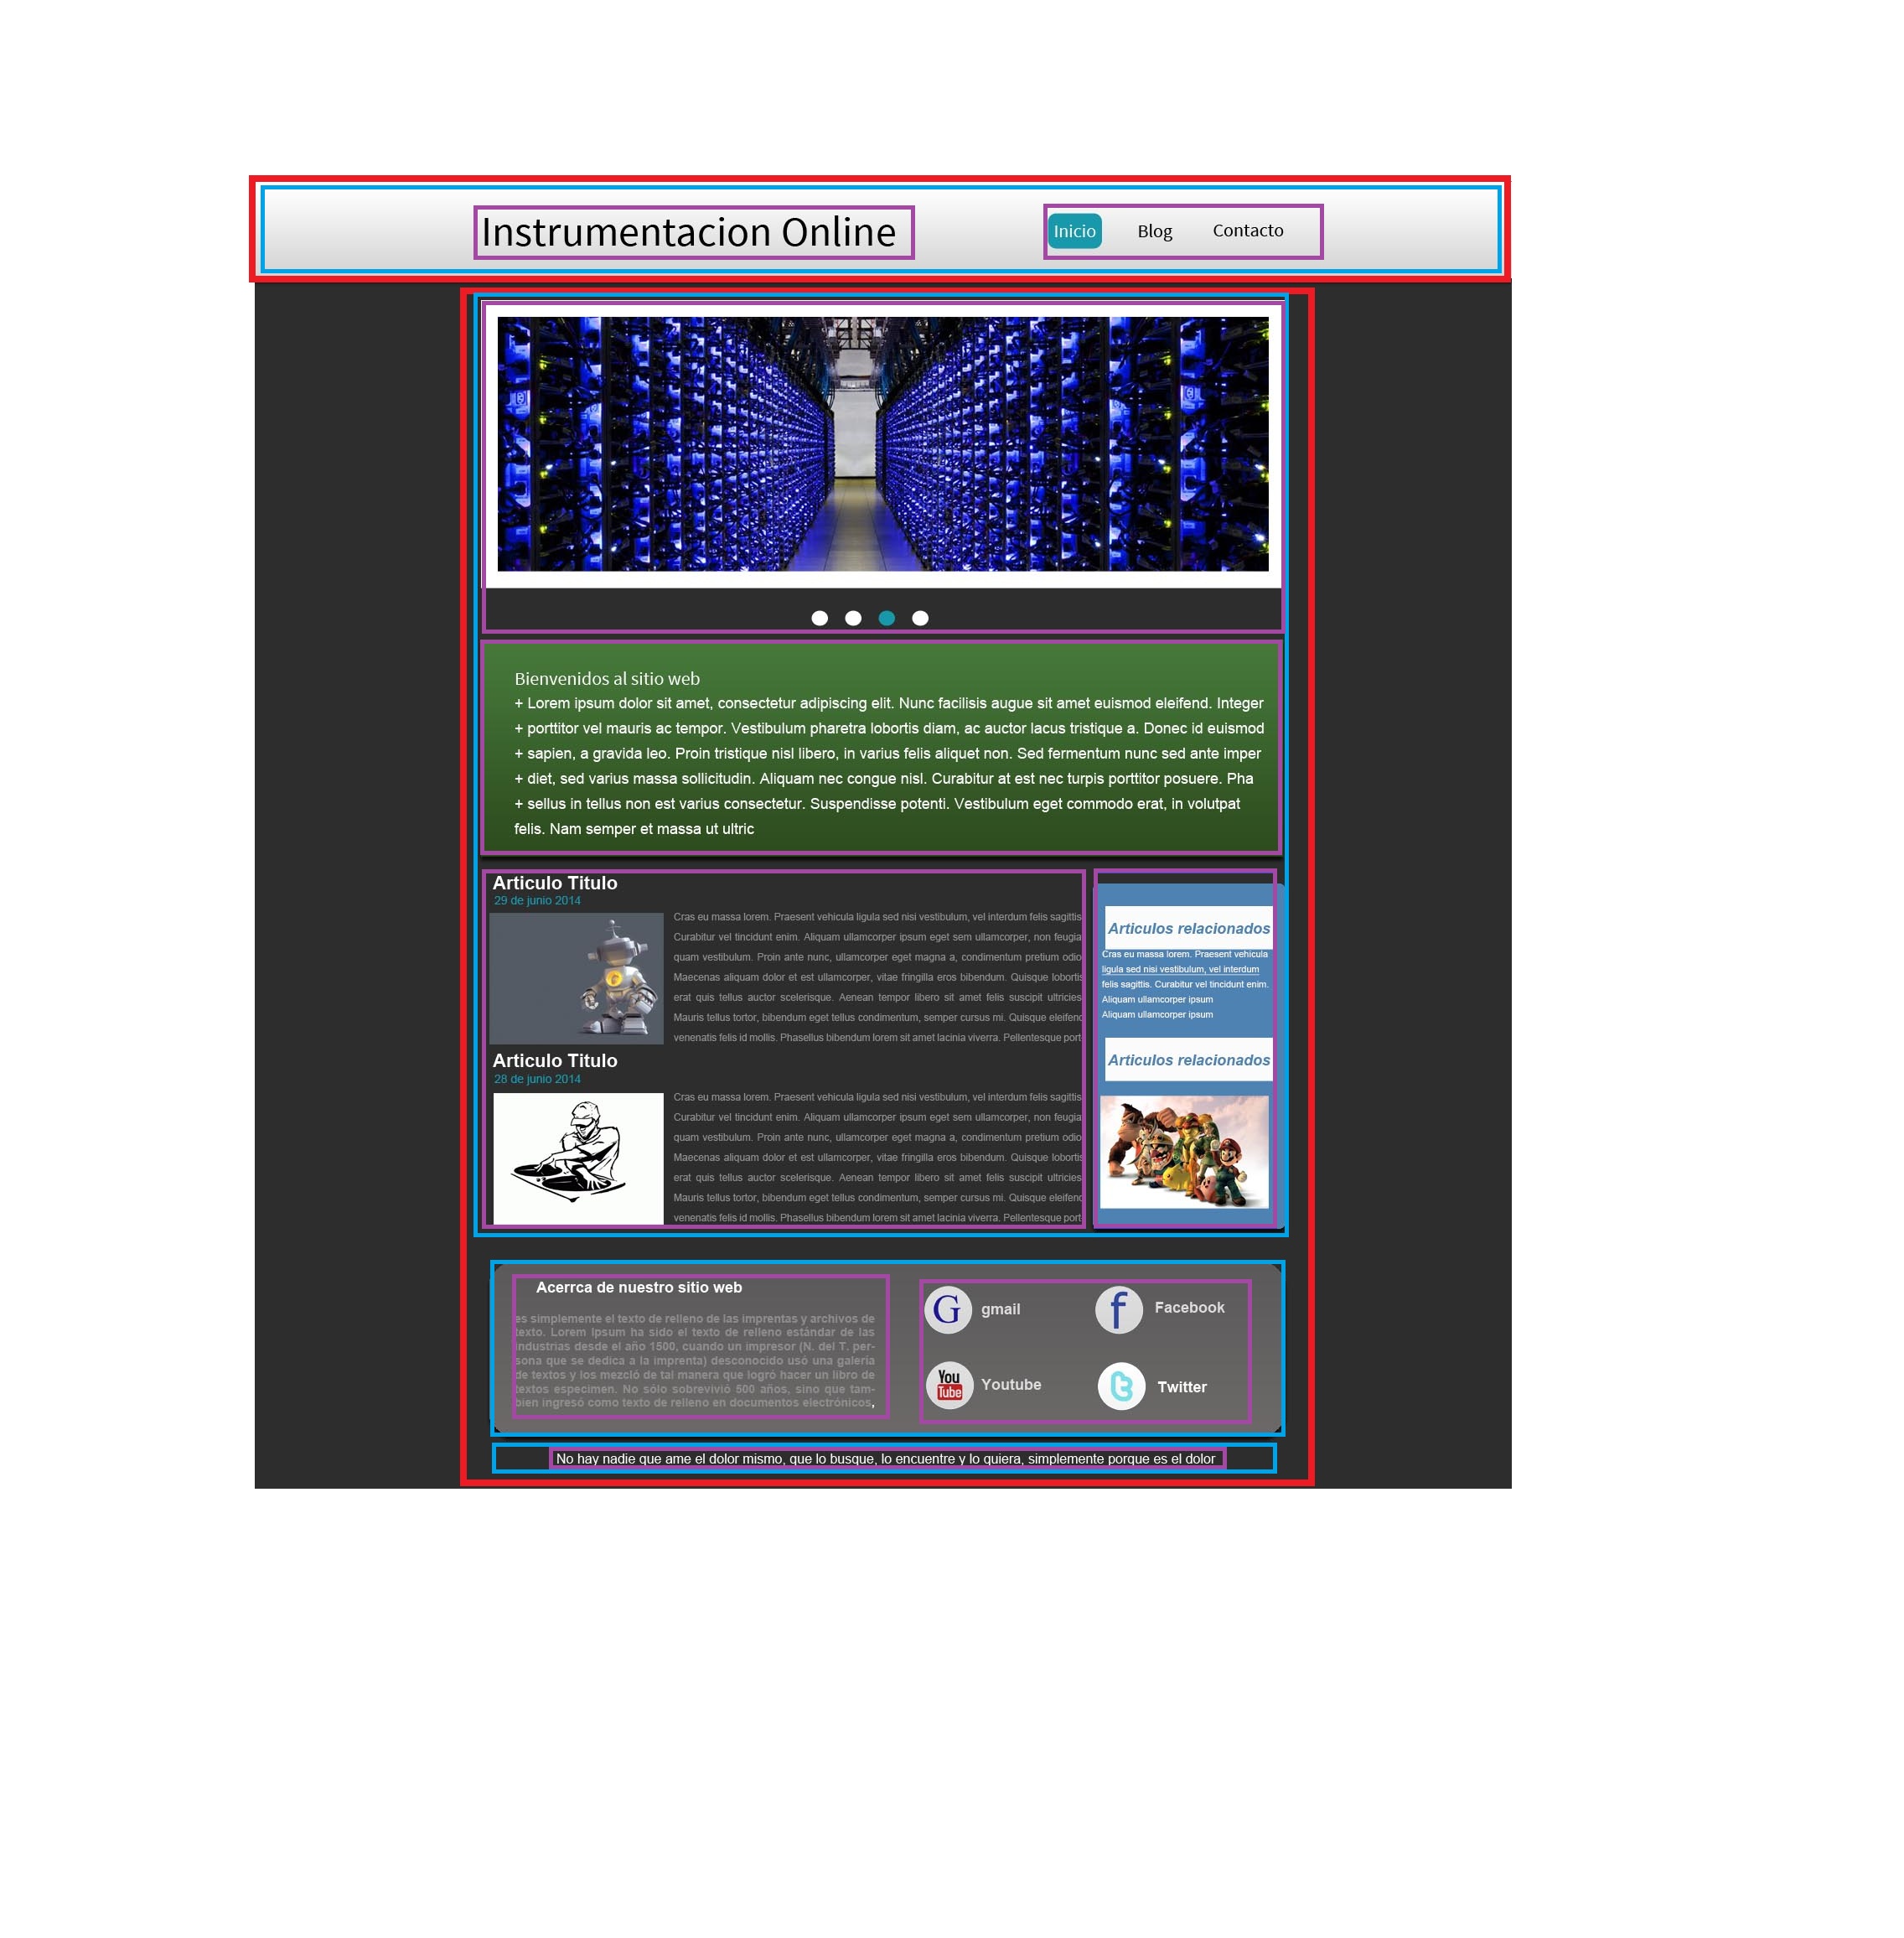 Instrumentacion Online
Inicio Blog Contacto
Bienvenidos al sitio web
+ Lorem ipsum dolor sit amet, consectetur adipiscing elit. Nunc facilisis augue sit amet euismod eleifend. Integer
+ porttitor vel mauris ac tempor. Vestibulum pharetra lobortis diam, ac auctor lacus tristique a. Donec id euismod
+ sapien, a gravida leo. Proin tristique nisl libero, in varius felis aliquet non. Sed fermentum nunc sed ante imper
+ diet, sed varius massa sollicitudin. Aliquam nec congue nisl. Curabitur at est nec turpis porttitor posuere. Pha
+ sellus in tellus non est varius consectetur. Suspendisse potenti. Vestibulum eget commodo erat, in volutpat
felis. Nam semper et massa ut ultric
Articulo Titulo
29 de junio 2014
Cras eu massa lorem. Praesent vehicula ligula sed nisi vestibulum, vel interdum felis sagittis
Curabitur vel tincidunt enim. Aliquam ullamcorper ipsum eget sem ullamcorper, non feugia
quam vestibulum. Proin ante nunc, ullamcorper eget magna a, condimentum pretium odio
Maecenas aliquam dolor et est ullamcorper, vitae fringilla eros bibendum. Quisque lobortis
erat quis tellus auctor scelerisque. Aenean tempor libero sit amet felis suscipit ultricies
Mauris tellus tortor, bibendum eget tellus condimentum, semper cursus mi. Quisque eleifend
venenatis felis id mollis. Phasellus bibendum lorem sit amet lacinia viverra. Pellentesque port
Articulo Titulo
28 de junio 2014
Cras eu massa lorem. Praesent vehicula ligula sed nisi vestibulum, vel interdum felis sagittis
Curabitur vel tincidunt enim. Aliquam ullamcorper ipsum eget sem ullamcorper, non feugia
quam vestibulum. Proin ante nunc, ullamcorper eget magna a, condimentum pretium odio
Maecenas aliquam dolor et est ullamcorper, vitae fringilla eros bibendum. Quisque lobortis
erat quis tellus auctor scelerisque. Aenean tempor libero sit amet felis suscipit ultricies
Mauris tellus tortor, bibendum eget tellus condimentum, semper cursus mi. Quisque eleifend
venenatis felis id mollis. Phasellus bibendum lorem sit amet lacinia viverra. Pellentesque port
Articulos relacionados
Cras eu massa lorem. Praesent vehicula
ligula sed nisi vestibulum, vel interdum
felis sagittis. Curabitur vel tincidunt enim.
Aliquam ullamcorper ipsum
Aliquam ullamcorper ipsum
Articulos relacionados
Acerrca de nuestro sitio web
es simplemente el texto de relleno de las imprentas y archivos de
texto. Lorem Ipsum ha sido el texto de relleno estándar de las
industrias desde el año 1500, cuando un impresor (N. del T. per-
sona que se dedica a la imprenta) desconocido usó una galería
de textos y los mezcló de tal manera que logró hacer un libro de
textos especimen. No sólo sobrevivió 500 años, sino que tam-
bien ingresó como texto de relleno en documentos electrónicos,
G gmail
f Facebook
You Tube Youtube
t Twitter
No hay nadie que ame el dolor mismo, que lo busque, lo encuentre y lo quiera, simplemente porque es el dolor